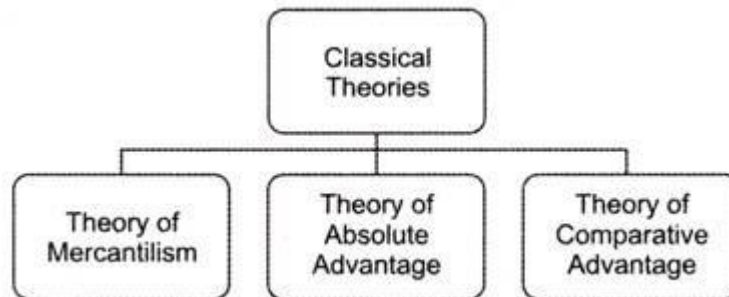 Classical
Theories
Theory of
Mercantilism
Theory of
Absolute
Advantage
Theory of
Comparative
Advantage